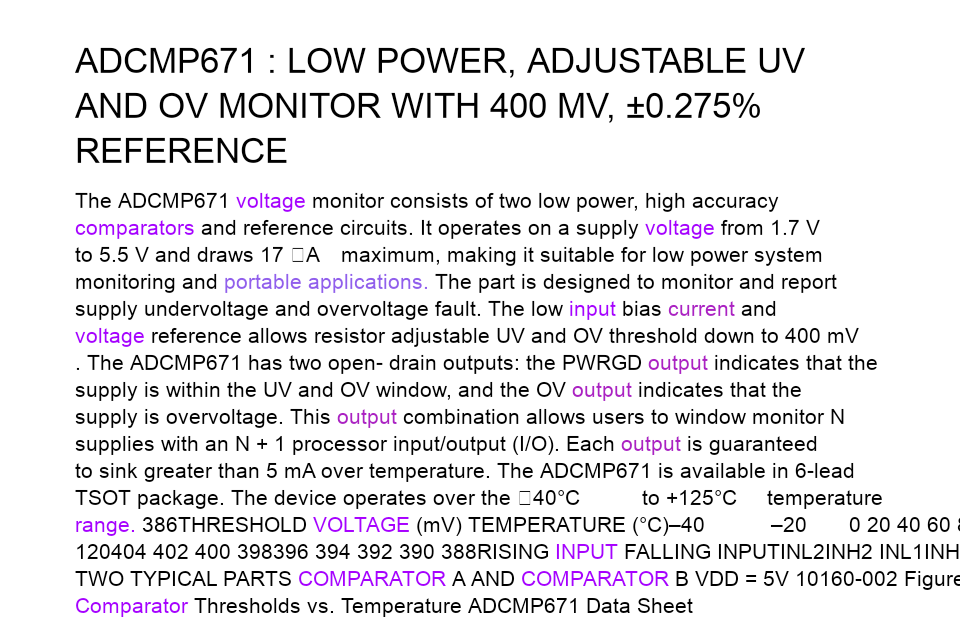 ADCMP671 : LOW POWER, ADJUSTABLE UV
AND OV MONITOR WITH 400 MV, ±0.275%
REFERENCE
The ADCMP671 voltage monitor consists of two low power, high accuracy
comparators and reference circuits. It operates on a supply voltage from 1.7 V
to 5.5 V and draws 17 □A maximum, making it suitable for low power system
monitoring and portable applications. The part is designed to monitor and report
supply undervoltage and overvoltage fault. The low input bias current and
voltage reference allows resistor adjustable UV and OV threshold down to 400 mV
. The ADCMP671 has two open- drain outputs: the PWRGD output indicates that the
supply is within the UV and OV window, and the OV output indicates that the
supply is overvoltage. This output combination allows users to window monitor N
supplies with an N + 1 processor input/output (I/O). Each output is guaranteed
to sink greater than 5 mA over temperature. The ADCMP671 is available in 6-lead
TSOT package. The device operates over the □40°C to +125°C temperature
range. 386THRESHOLD VOLTAGE (mV) TEMPERATURE (°C)–40 –20 0 20 40 60
120404 402 400 398396 394 392 390 388RISING INPUT FALLING INPUTINL2INH2 INL1INH
TWO TYPICAL PARTS COMPARATOR A AND COMPARATOR B VDD = 5V 10160-002 Figure
Comparator Thresholds vs. Temperature ADCMP671 Data Sheet